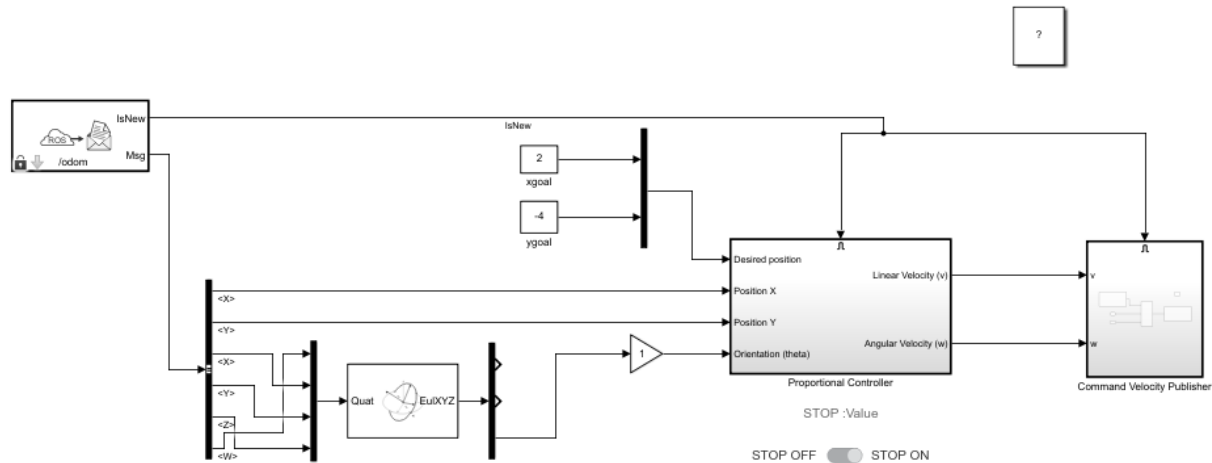 ?
IsNew
ROS
Msg
/odom
IsNew
2
xgoal
-4
ygoal
Desired position
Linear Velocity (v)
v
Position X
<X>
Position Y
<Y>
1
Orientation (theta)
Angular Velocity (w)
w
<X>
Proportional Controller
Command Velocity Publisher
<Y>
Quat
EulXYZ
STOP :Value
<Z>
<W>
STOP OFF
STOP ON